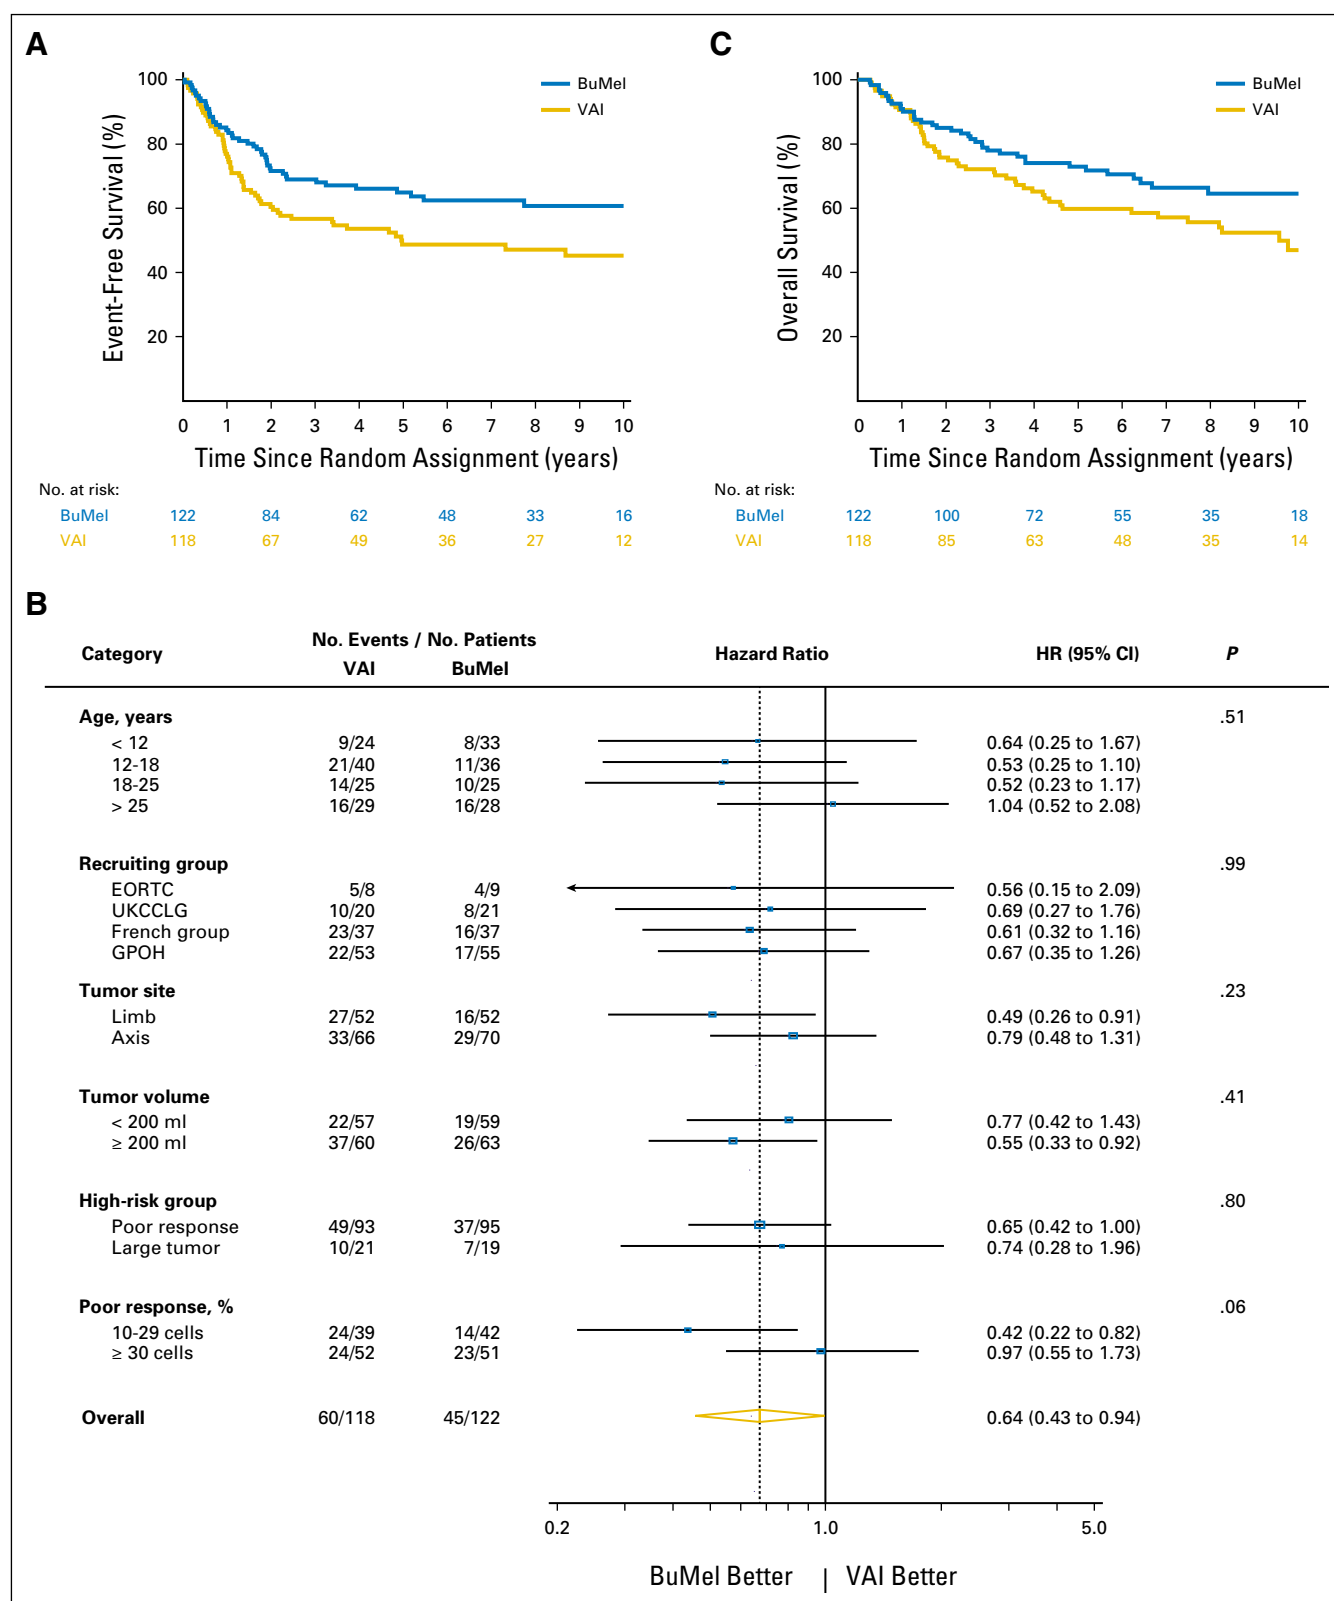 A
100
80
60
40
20
Event-Free Survival (%)
BuMel
VAI
0 1 2 3 4 5 6 7 8 9 10
Time Since Random Assignment (years)
No. at risk:
BuMel 122 84 62 48 33 16
VAI 118 67 49 36 27 12
C
100
80
60
40
20
Overall Survival (%)
BuMel
VAI
0 1 2 3 4 5 6 7 8 9 10
Time Since Random Assignment (years)
No. at risk:
BuMel 122 100 72 55 35 18
VAI 118 85 63 48 35 14
B
No. Events / No. Patients
Category VAI BuMel Hazard Ratio HR (95% CI) P
Age, years .51
< 12 9/24 8/33 0.64 (0.25 to 1.67)
12-18 21/40 11/36 0.53 (0.25 to 1.10)
18-25 14/25 10/25 0.52 (0.23 to 1.17)
> 25 16/29 16/28 1.04 (0.52 to 2.08)
Recruiting group .99
EORTC 5/8 4/9 0.56 (0.15 to 2.09)
UKCCLG 10/20 8/21 0.69 (0.27 to 1.76)
French group 23/37 16/37 0.61 (0.32 to 1.16)
GPOH 22/53 17/55 0.67 (0.35 to 1.26)
Tumor site .23
Limb 27/52 16/52 0.49 (0.26 to 0.91)
Axis 33/66 29/70 0.79 (0.48 to 1.31)
Tumor volume .41
< 200 ml 22/57 19/59 0.77 (0.42 to 1.43)
≥ 200 ml 37/60 26/63 0.55 (0.33 to 0.92)
High-risk group .80
Poor response 49/93 37/95 0.65 (0.42 to 1.00)
Large tumor 10/21 7/19 0.74 (0.28 to 1.96)
Poor response, % .06
10-29 cells 24/39 14/42 0.42 (0.22 to 0.82)
≥ 30 cells 24/52 23/51 0.97 (0.55 to 1.73)
Overall 60/118 45/122 0.64 (0.43 to 0.94)
0.2 1.0 5.0
BuMel Better | VAI Better